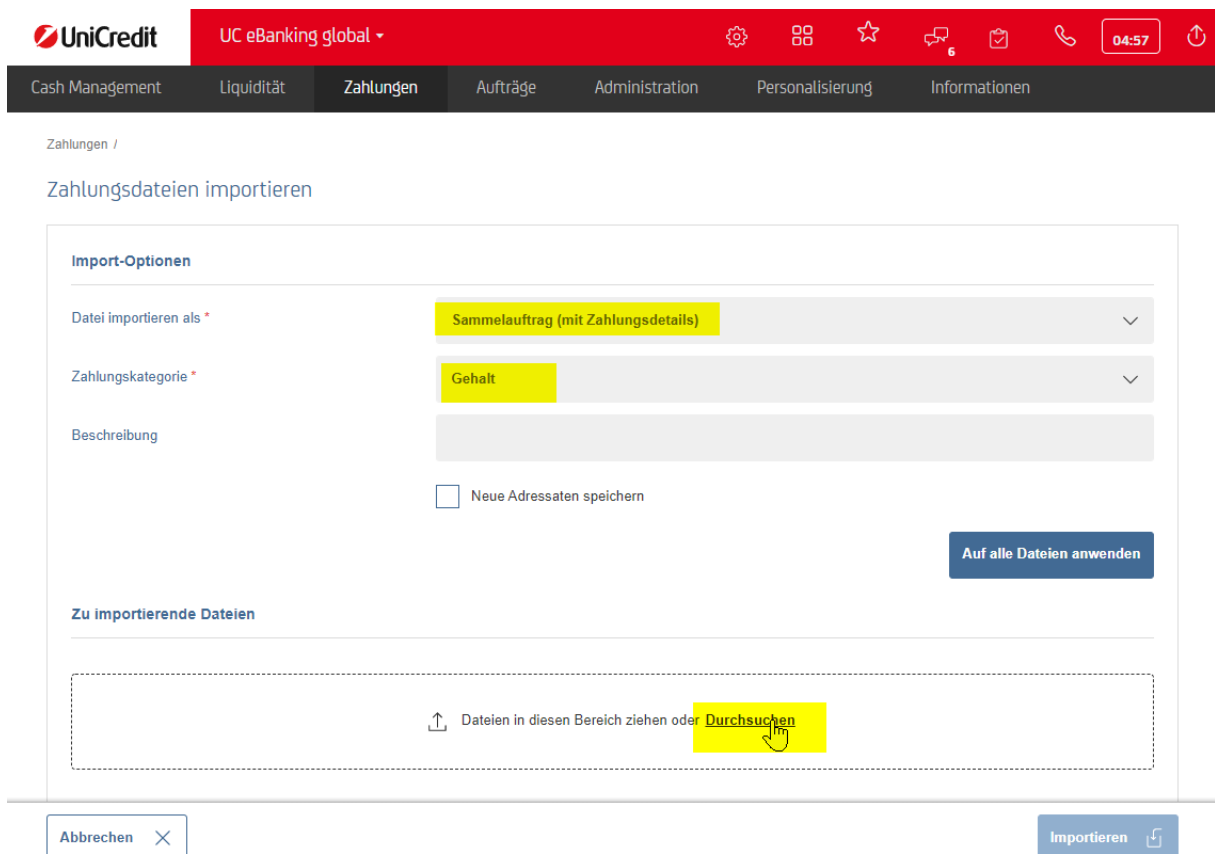 UniCredit
UC eBanking global
6
04:57
Cash Management Liquidität Zahlungen Aufträge Administration Personalisierung Informationen
Zahlungen /
Zahlungsdateien importieren
Import-Optionen
Datei importieren als * Sammelauftrag (mit Zahlungsdetails)
Zahlungskategorie * Gehalt
Beschreibung
Neue Adressaten speichern
Auf alle Dateien anwenden
Zu importierende Dateien
Dateien in diesen Bereich ziehen oder Durchsuchen
Abbrechen Importieren